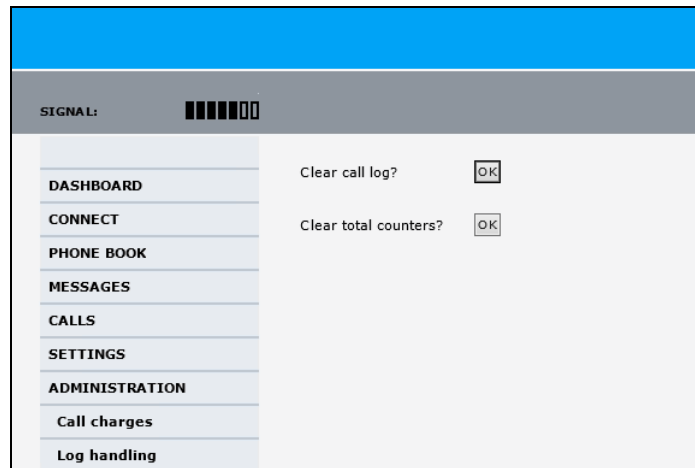 SIGNAL:
DASHBOARD
CONNECT
PHONE BOOK
MESSAGES
CALLS
SETTINGS
ADMINISTRATION
Call charges
Log handling
Clear call log? OK
Clear total counters? OK